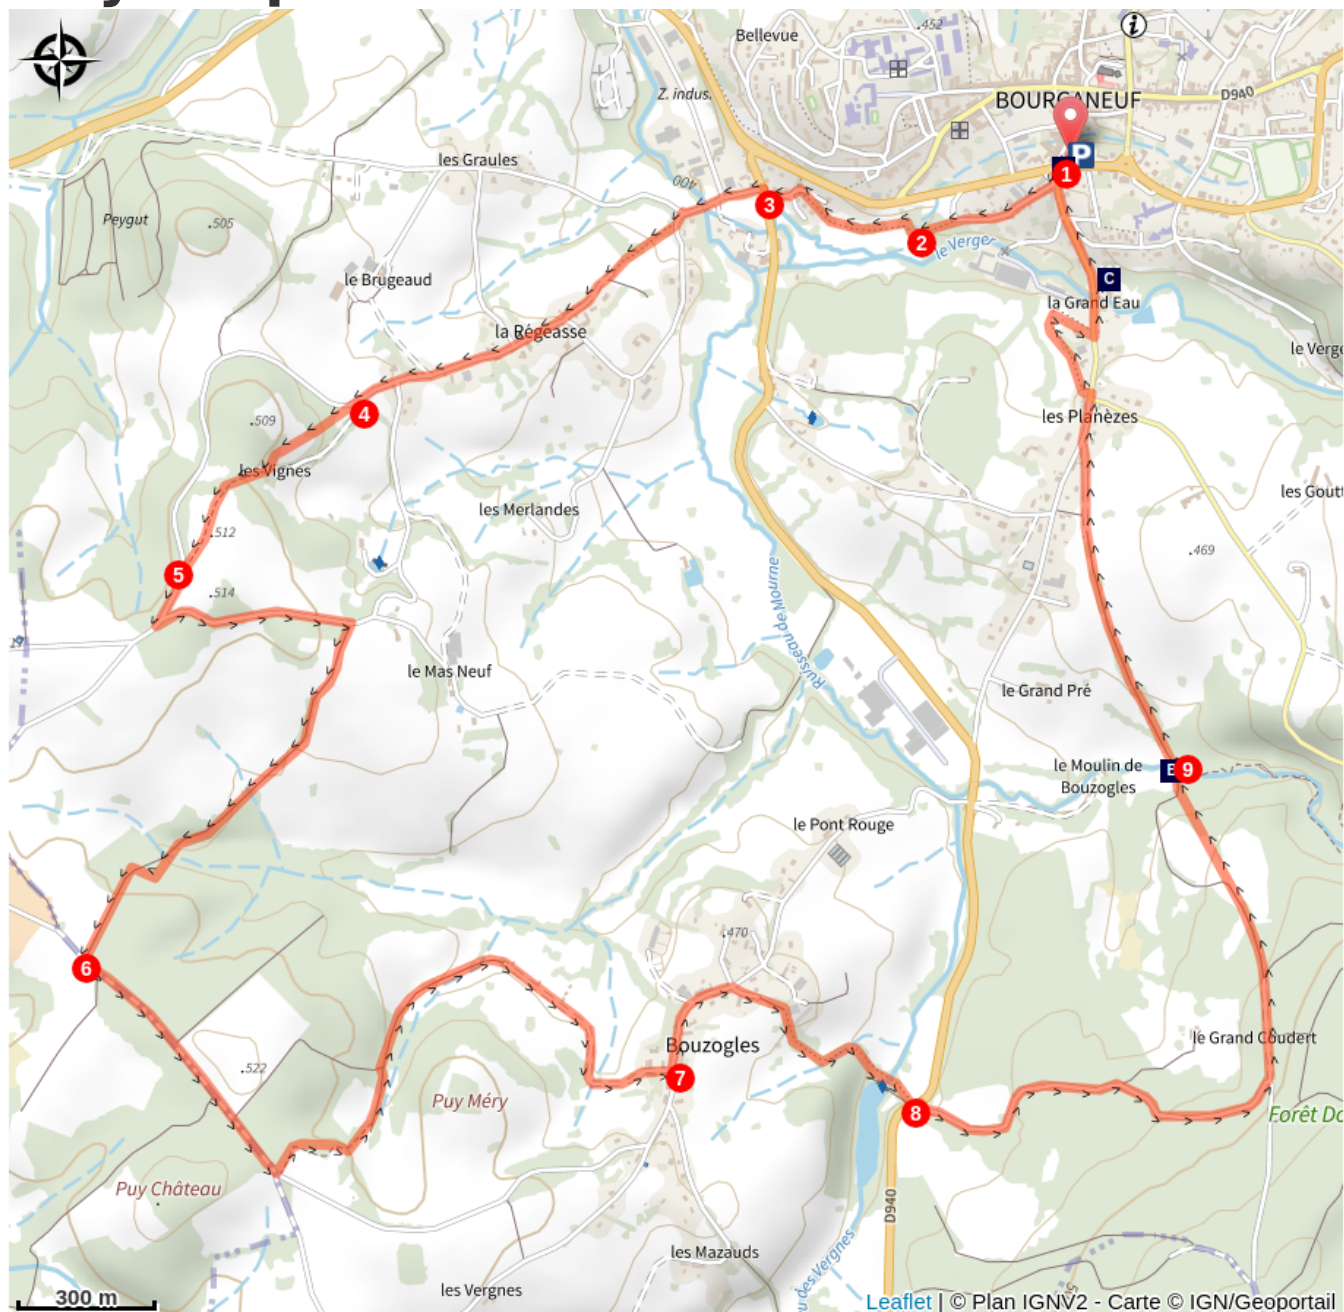 Bellevue
.452
i
Z. indus.
BOURGANEUF
D940
P
1
les Graules
400
3
2
le Verger
Peygut
.505
le Brugeaud
C
la Grand Eau
la Régeasse
le Verge
4
.509
les Planèzes
les Vignes
les Merlandes
les Goutt
.512
.469
5
.514
Ruisseau de Mourne
le Mas Neuf
le Grand Pré
le Moulin de
Bouzogles
E
9
le Pont Rouge
.470
6
Bouzogles
le Grand Coudert
.522
7
Puy Méry
8
Forêt Do
Puy Château
D940
les Mazauds
u des Vergnes
les Vergnes
300 m
Leaflet | © Plan IGNV2 - Carte © IGN/Geoportail